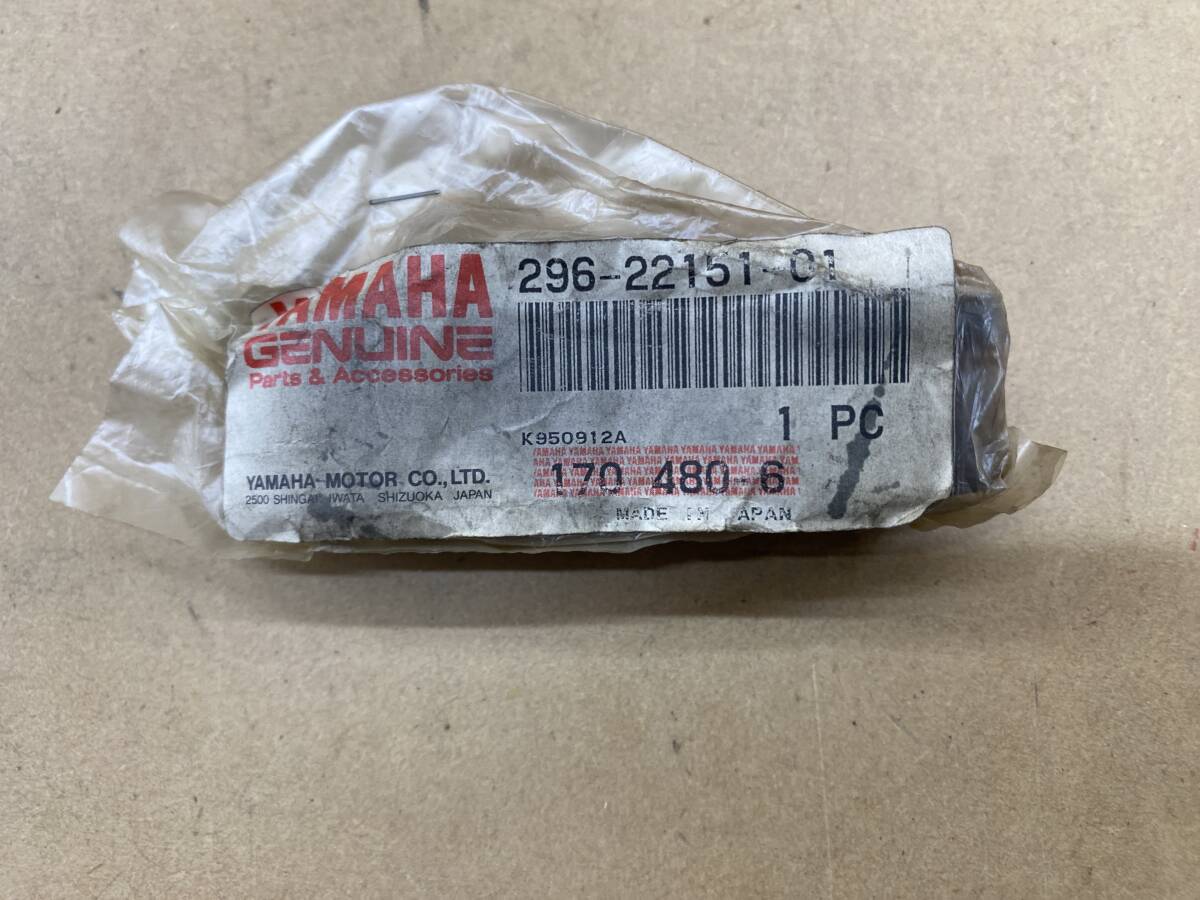 YAMAHA
GENUINE
Parts & Accessories
296-22151-01
1 PC
K950912A
170 480-6
YAMAHA MOTOR CO.,LTD.
2500 SHINGAI IWATA SHIZUOKA JAPAN
MADE IN JAPAN